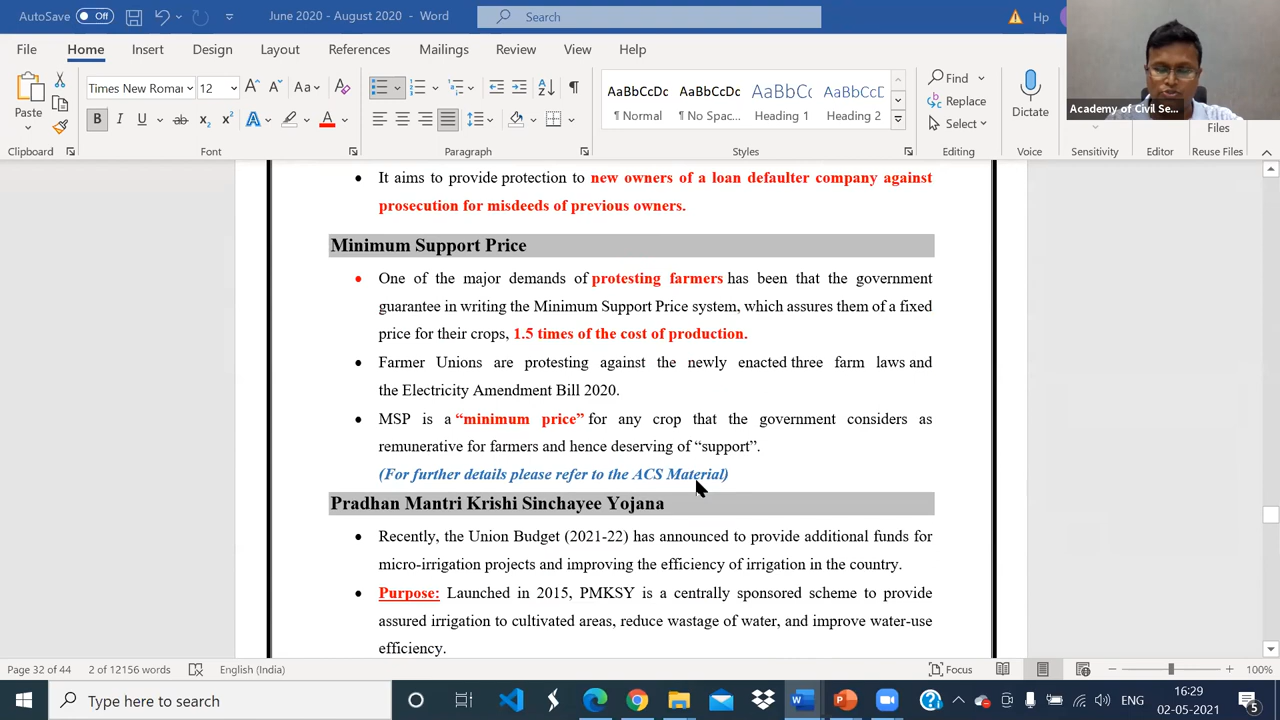 AutoSave Off June 2020 - August 2020 - Word Search Hp
File Home Insert Design Layout References Mailings Review View Help
Paste Times New Roma 12 Aa AaBbCcDc AaBbCcDc AaBbCcD AaBbCcD Find Dictate
Replace
¶ Normal ¶ No Spac... Heading 1 Heading 2 Select Files
Clipboard Font Paragraph Styles Editing Voice Sensitivity Editor Reuse Files
Academy of Civil Se...
• It aims to provide protection to new owners of a loan defaulter company against
prosecution for misdeeds of previous owners.
Minimum Support Price
• One of the major demands of protesting farmers has been that the government
guarantee in writing the Minimum Support Price system, which assures them of a fixed
price for their crops, 1.5 times of the cost of production.
• Farmer Unions are protesting against the newly enacted three farm laws and
the Electricity Amendment Bill 2020.
• MSP is a “minimum price” for any crop that the government considers as
remunerative for farmers and hence deserving of “support”.
(For further details please refer to the ACS Material)
Pradhan Mantri Krishi Sinchayee Yojana
• Recently, the Union Budget (2021-22) has announced to provide additional funds for
micro-irrigation projects and improving the efficiency of irrigation in the country.
• Purpose: Launched in 2015, PMKSY is a centrally sponsored scheme to provide
assured irrigation to cultivated areas, reduce wastage of water, and improve water-use
efficiency.
Page 32 of 44 2 of 12156 words English (India) Focus 100%
Type here to search ENG 16:29
02-05-2021 5